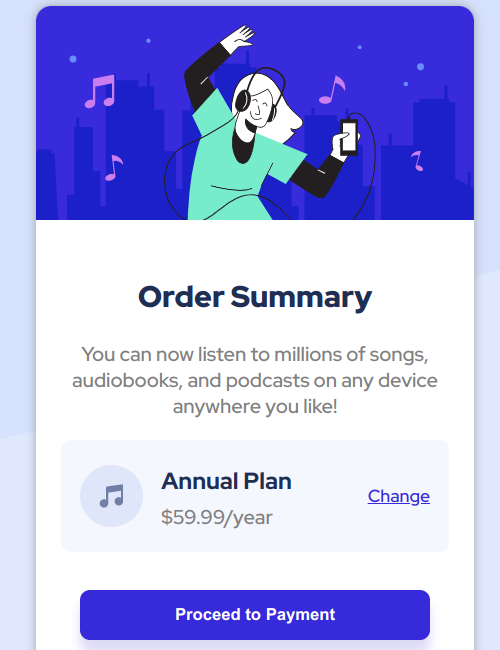 Order Summary
You can now listen to millions of songs,
audiobooks, and podcasts on any device
anywhere you like!
Annual Plan
Change
$59.99/year
Proceed to Payment